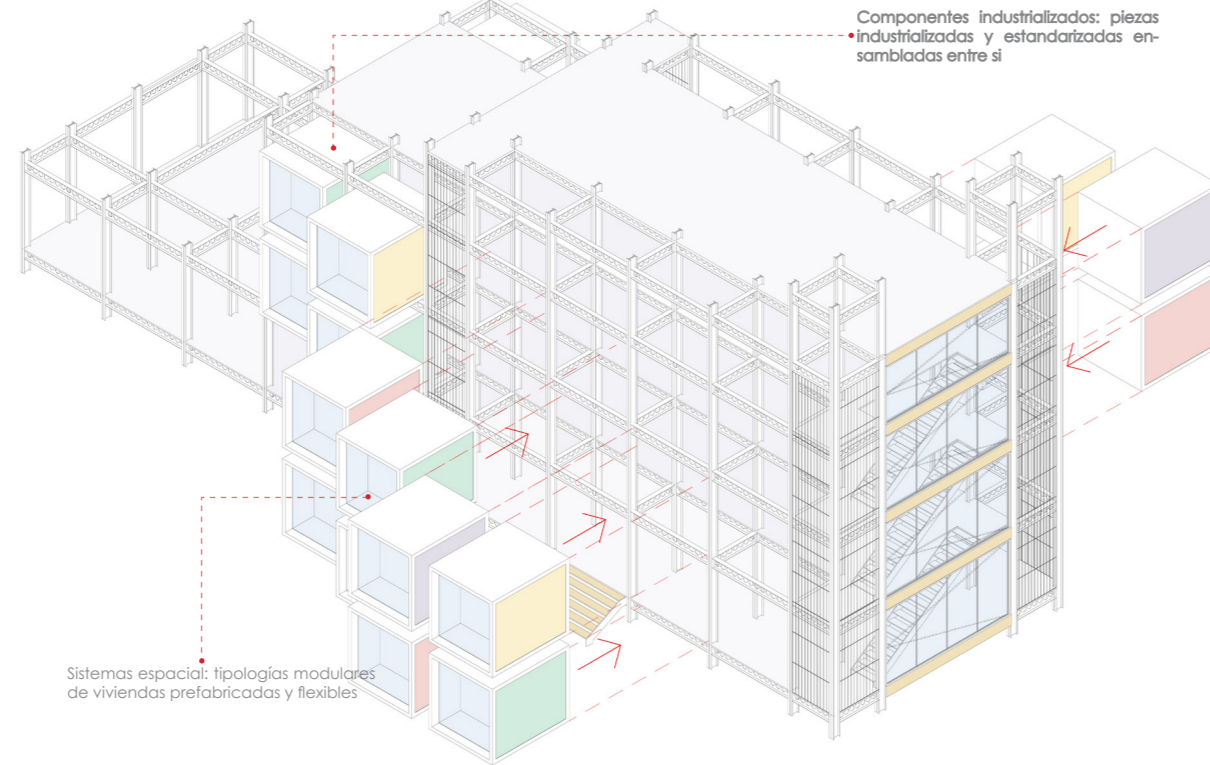 Componentes industrializados: piezas
industrializadas y estandarizadas en-
sambladas entre si
Sistemas espacial: tipologías modulares
de viviendas prefabricadas y flexibles